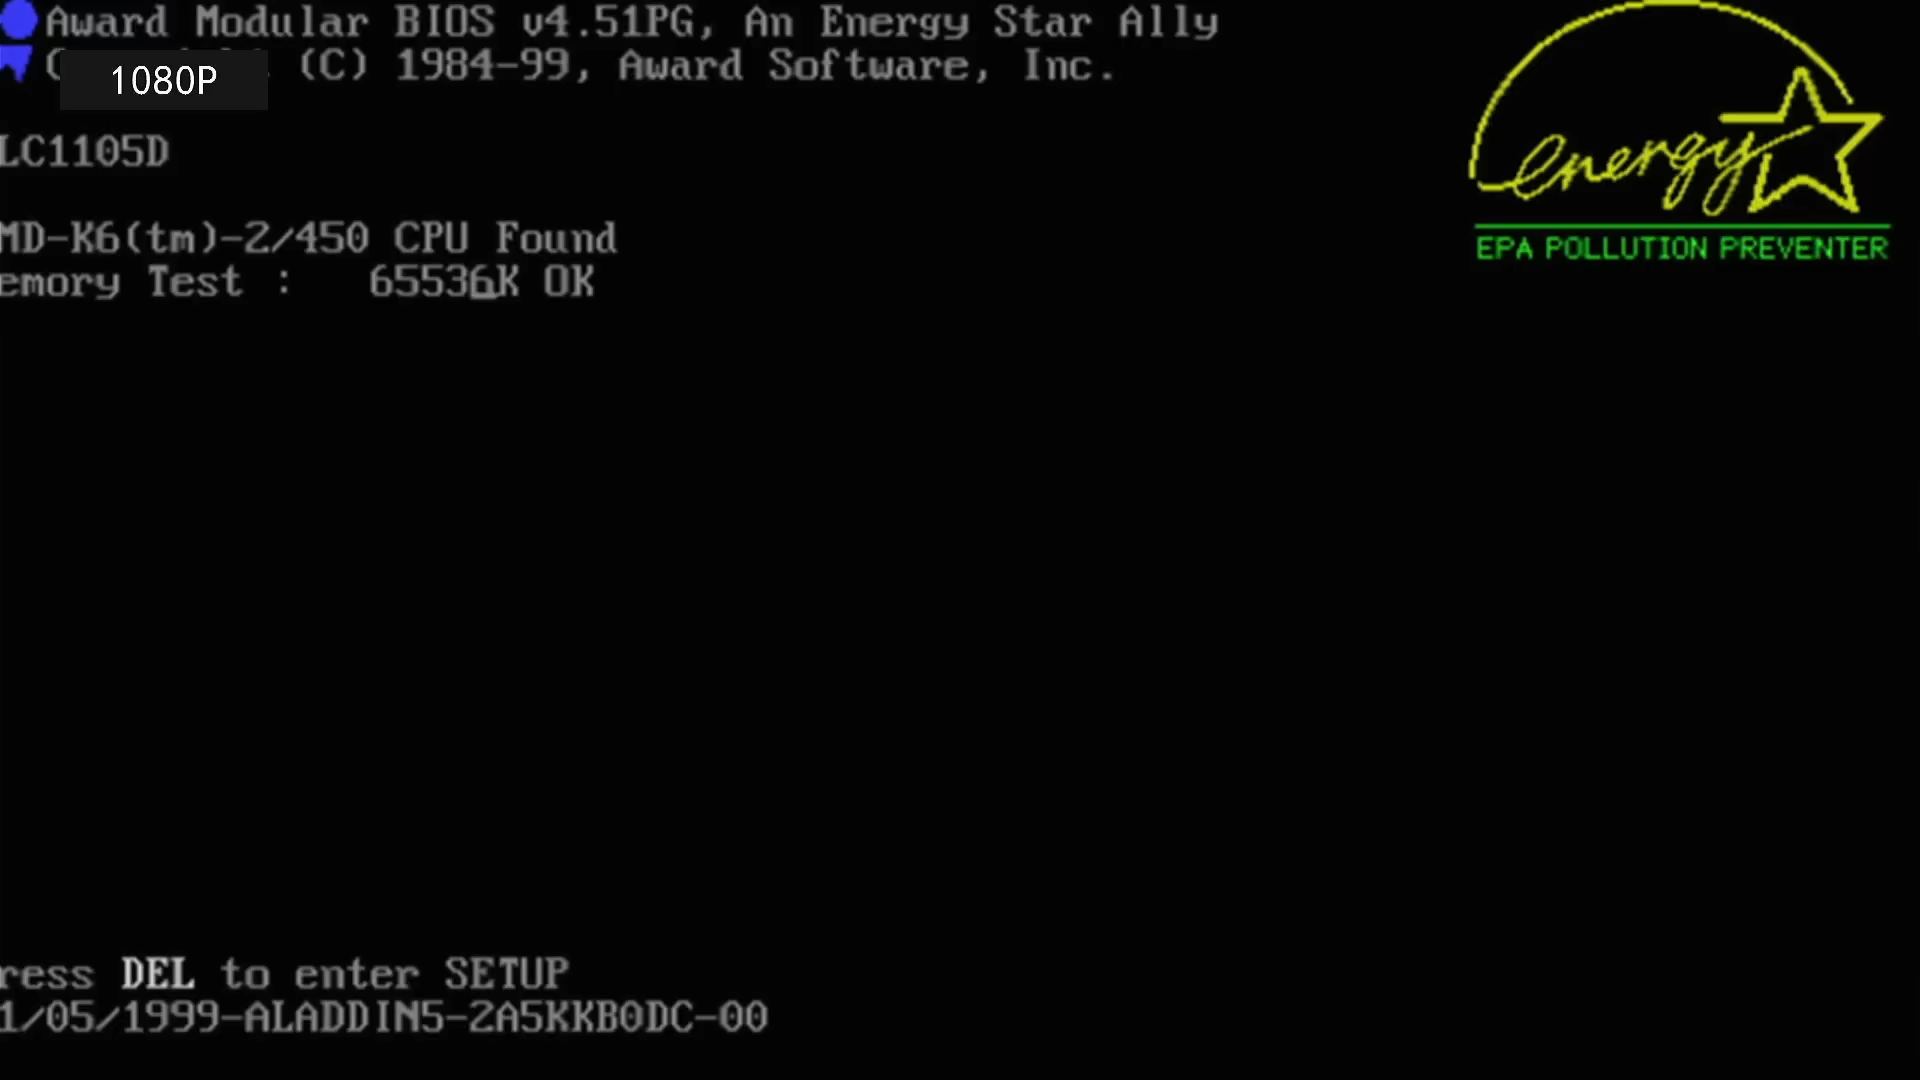 Award Modular BIOS v4.51PG, An Energy Star Ally
(C) 1984-99, Award Software, Inc.
1080P
LC1105D
MD-K6(tm)-2/450 CPU Found
emory Test : 65536K OK
energy
EPA POLLUTION PREVENTER
ress DEL to enter SETUP
1/05/1999-ALADDIN5-2A5KKB0DC-00